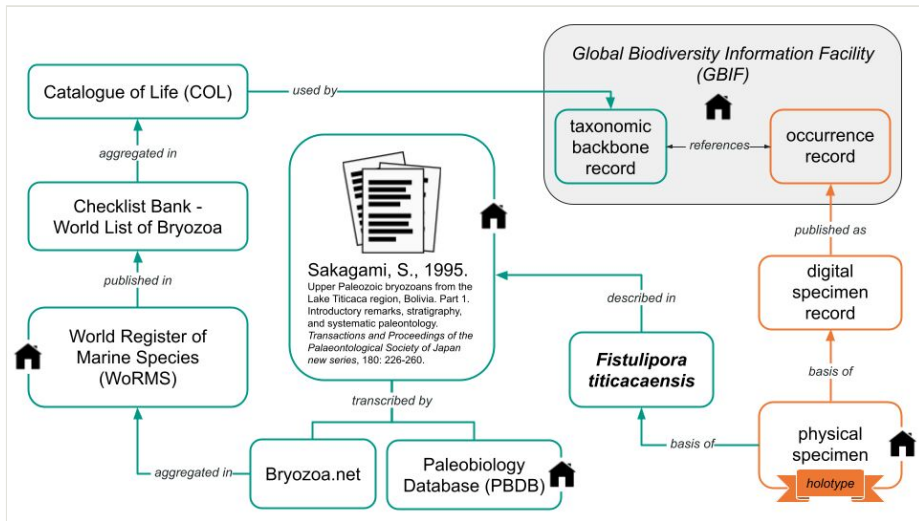 Global Biodiversity Information Facility
(GBIF)
Catalogue of Life (COL)
used by
taxonomic
backbone
record
references
occurrence
record
aggregated in
Checklist Bank -
World List of Bryozoa
published in
World Register of
Marine Species
(WoRMS)
Sakagami, S., 1995.
Upper Paleozoic bryozoans from the
Lake Titicaca region, Bolivia. Part 1.
Introductory remarks, stratigraphy,
and systematic paleontology.
Transactions and Proceedings of the
Palaeontological Society of Japan
new series, 180: 226-260.
transcribed by
aggregated in
Bryozoa.net
Paleobiology
Database (PBDB)
described in
Fistulipora
titicacaensis
basis of
published as
digital
specimen
record
basis of
physical
specimen
holotype